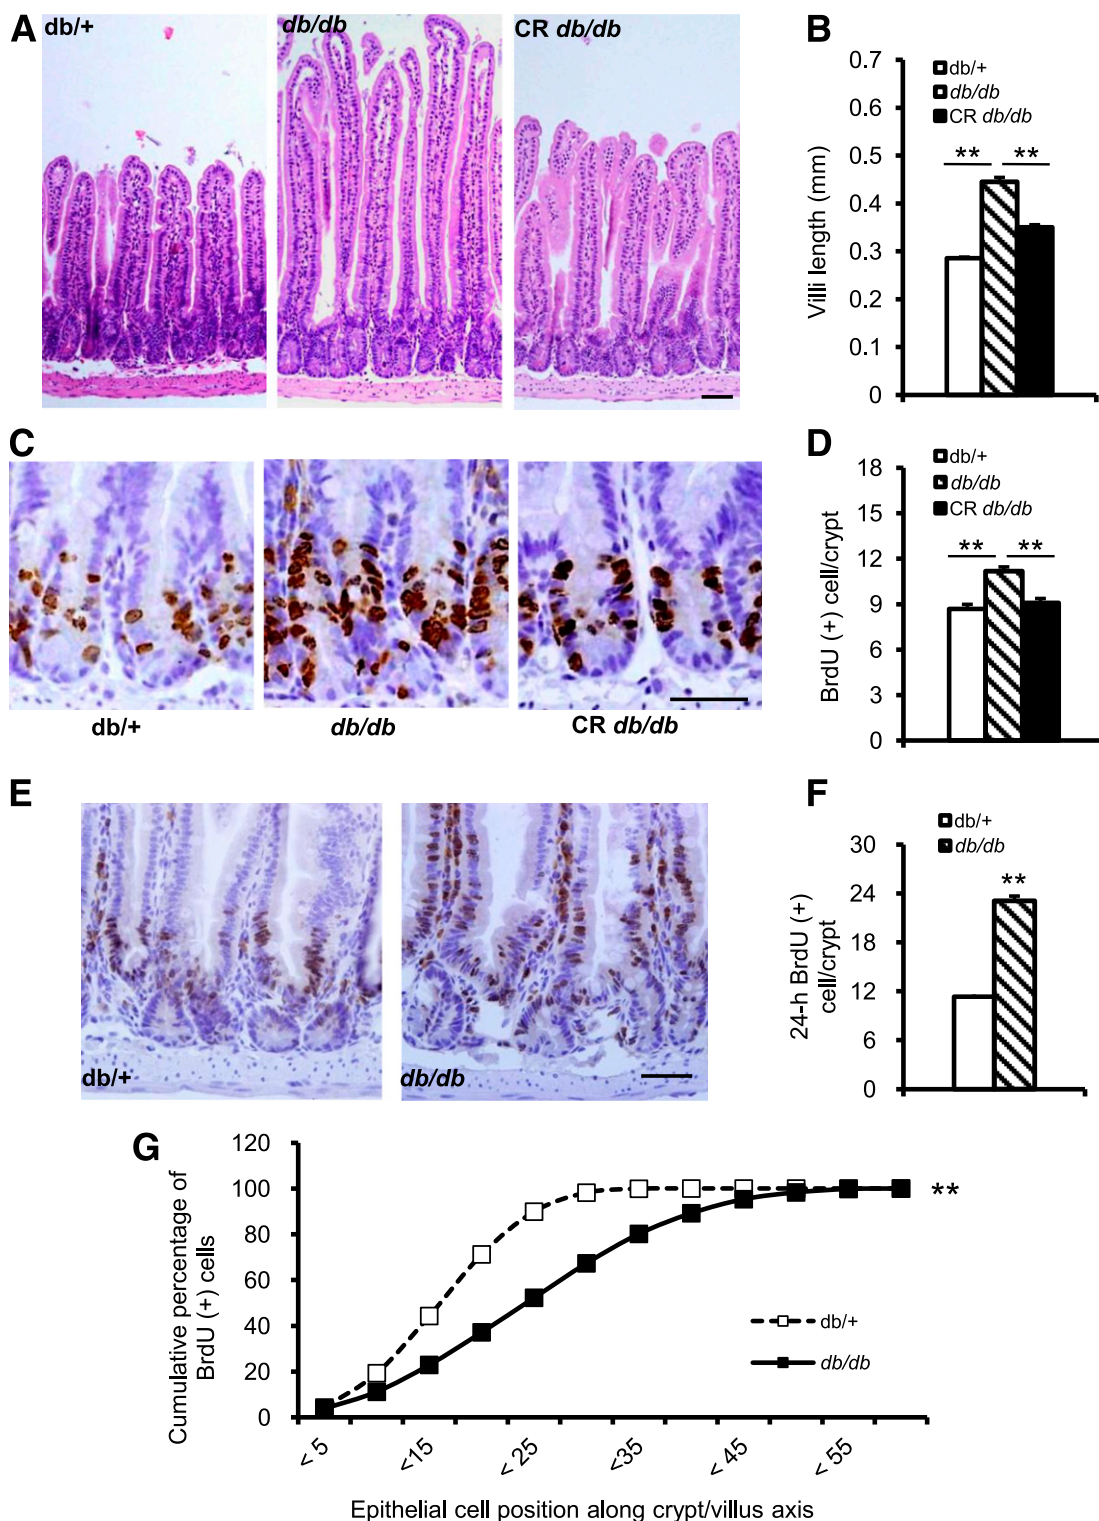 A
db/+
db/db
CR db/db
B
0.7
0.6
0.5
0.4
0.3
0.2
0.1
0
Villi length (mm)
db/+
db/db
CR db/db
** **
C
db/+
db/db
CR db/db
D
18
15
12
9
6
3
0
BrdU (+) cell/crypt
db/+
db/db
CR db/db
** **
E
db/+
db/db
F
30
24
18
12
6
0
24-h BrdU (+)
cell/crypt
db/+
db/db
**
G
120
100
80
60
40
20
0
Cumulative percentage of
BrdU (+) cells
**
db/+
db/db
< 5
<15
< 25
<35
< 45
< 55
Epithelial cell position along crypt/villus axis